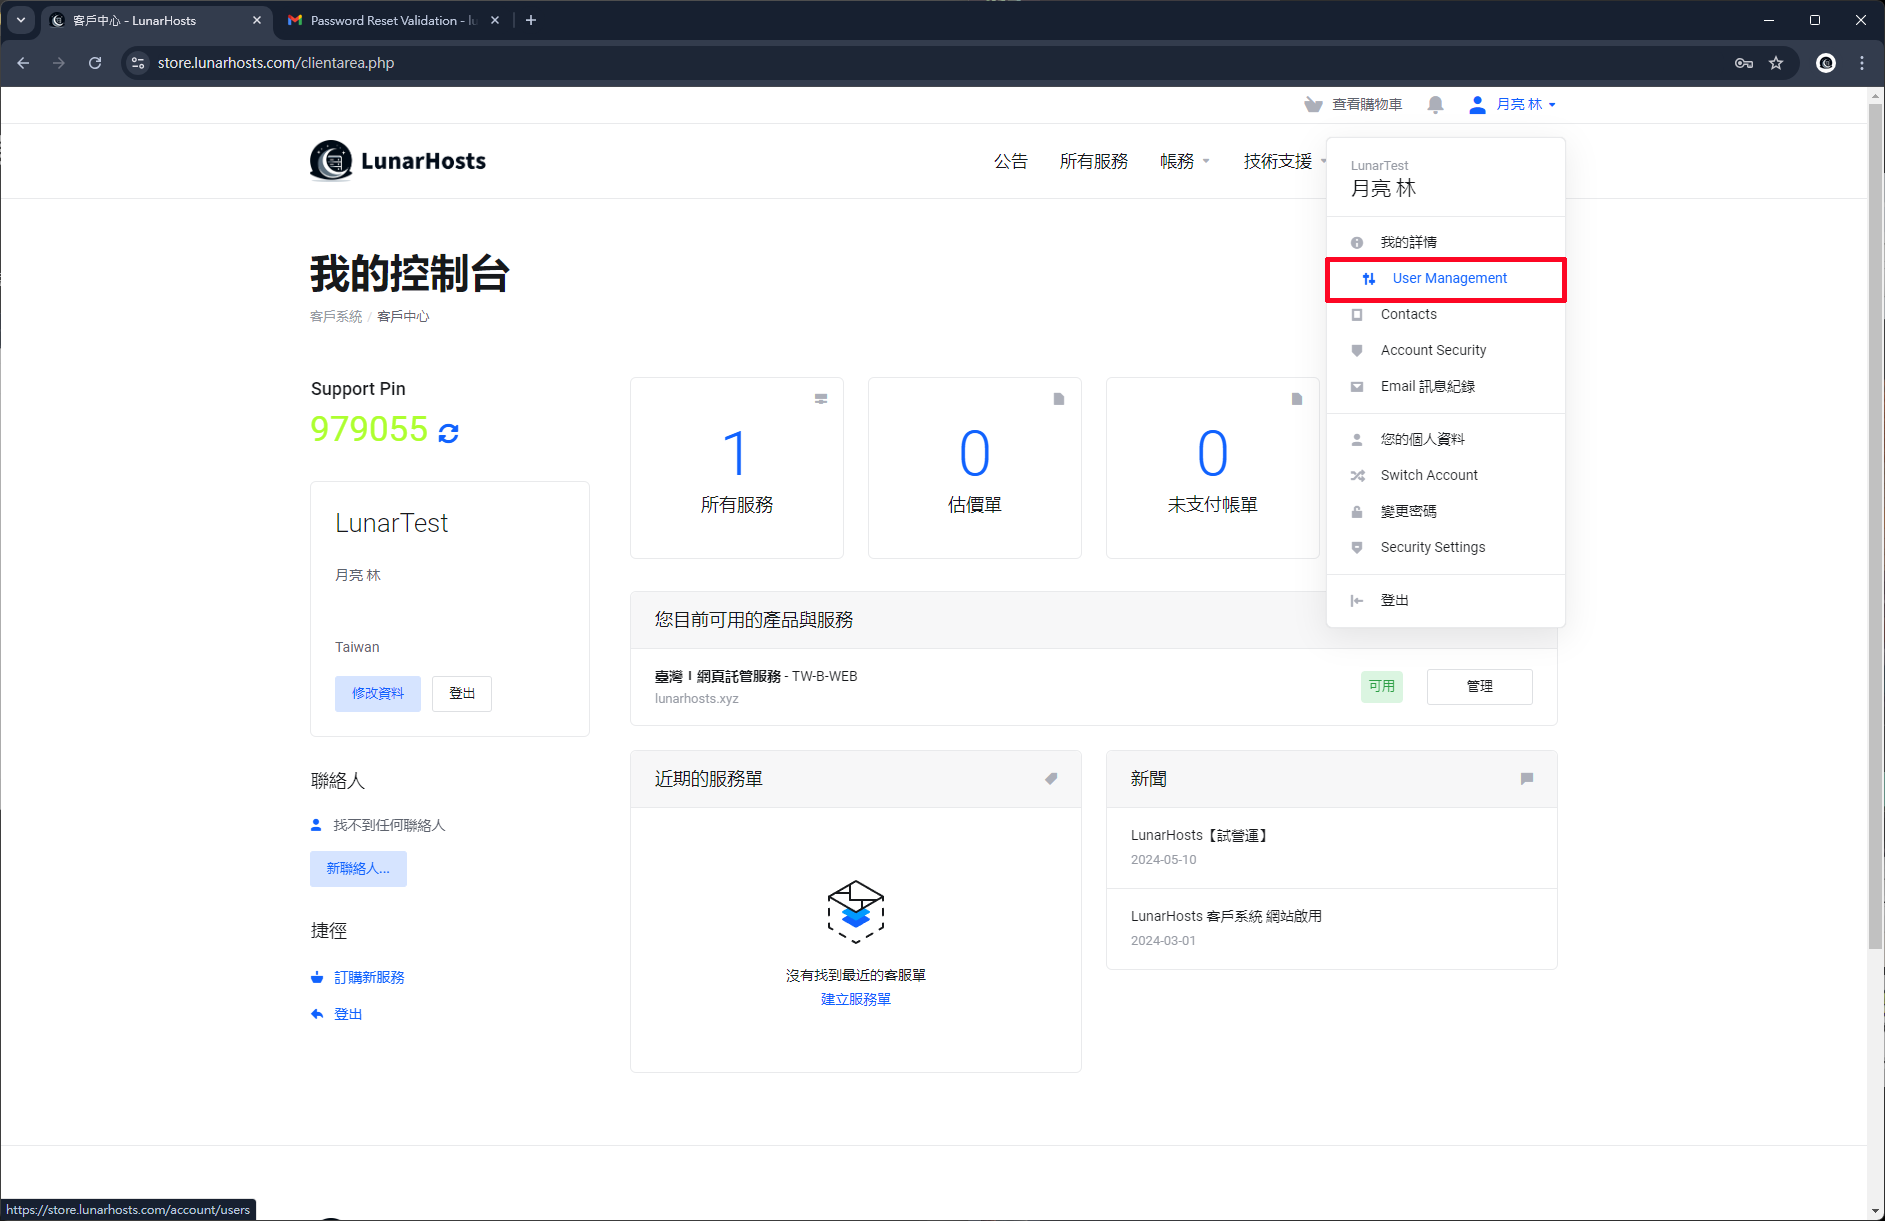 客戶中心 - LunarHosts
Password Reset Validation - lu
store.lunarhosts.com/clientarea.php
查看購物車
月亮 林
LunarHosts
公告
所有服務
帳務
技術支援
LunarTest
月亮 林
我的詳情
User Management
Contacts
Account Security
Email 訊息紀錄
您的個人資料
Switch Account
變更密碼
Security Settings
登出
我的控制台
客戶系統 / 客戶中心
Support Pin
979055
LunarTest
月亮 林
Taiwan
修改資料
登出
聯絡人
找不到任何聯絡人
新聯絡人...
捷徑
訂購新服務
登出
1
所有服務
0
估價單
0
未支付帳單
您目前可用的產品與服務
臺灣｜網頁託管服務 - TW-B-WEB
lunarhosts.xyz
可用
管理
近期的服務單
沒有找到最近的客服單
建立服務單
新聞
LunarHosts【試營運】
2024-05-10
LunarHosts 客戶系統 網站啟用
2024-03-01
https://store.lunarhosts.com/account/users